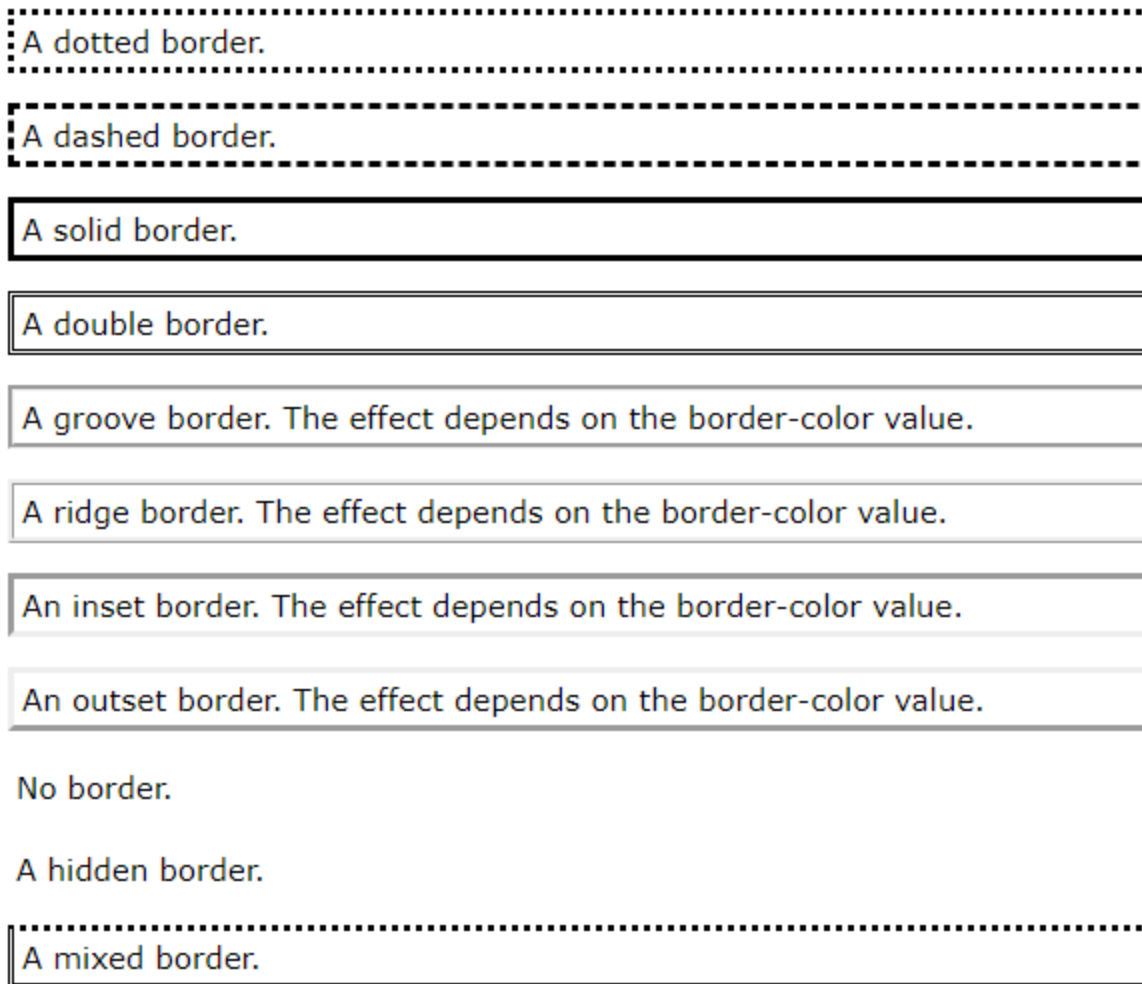 A dotted border.
A dashed border.
A solid border.
A double border.
A groove border. The effect depends on the border-color value.
A ridge border. The effect depends on the border-color value.
An inset border. The effect depends on the border-color value.
An outset border. The effect depends on the border-color value.
No border.
A hidden border.
A mixed border.